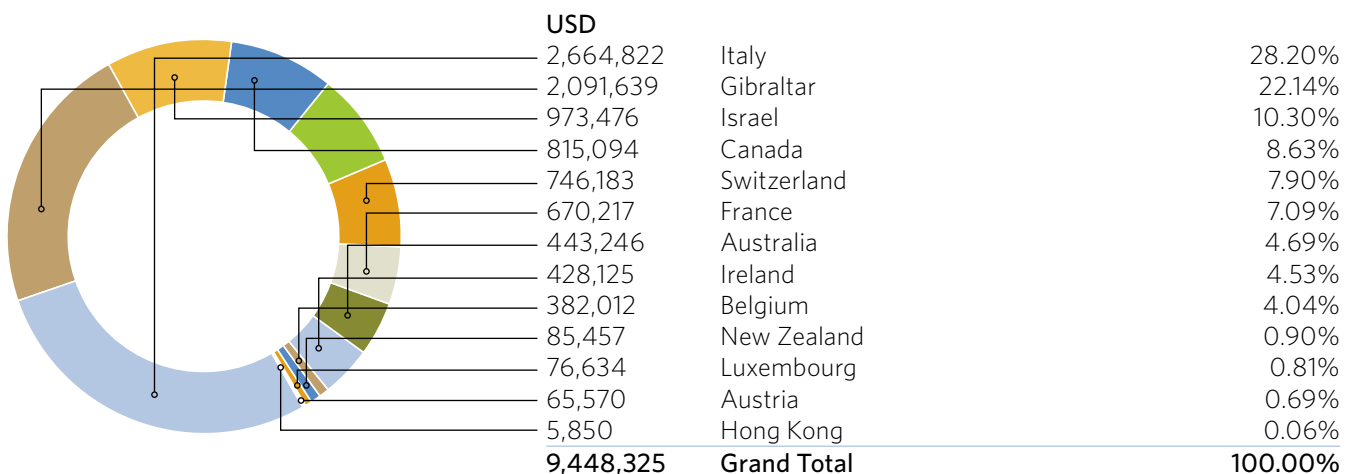 USD
2,664,822 Italy 28.20%
2,091,639 Gibraltar 22.14%
973,476 Israel 10.30%
815,094 Canada 8.63%
746,183 Switzerland 7.90%
670,217 France 7.09%
443,246 Australia 4.69%
428,125 Ireland 4.53%
382,012 Belgium 4.04%
85,457 New Zealand 0.90%
76,634 Luxembourg 0.81%
65,570 Austria 0.69%
5,850 Hong Kong 0.06%
9,448,325 Grand Total 100.00%